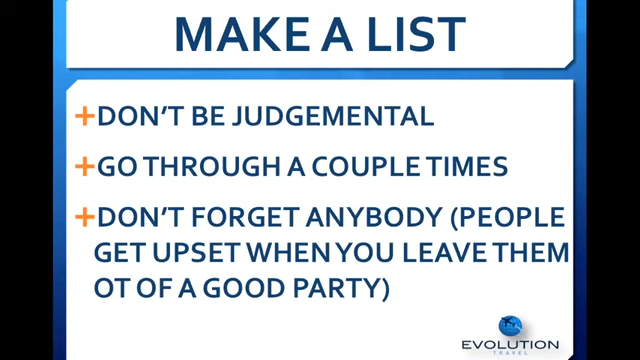 MAKE A LIST
+DON'T BE JUDGEMENTAL
+GO THROUGH A COUPLE TIMES
+DON'T FORGET ANYBODY (PEOPLE
GET UPSET WHEN YOU LEAVE THEM
OT OF A GOOD PARTY)
EVOLUTION
TRAVEL